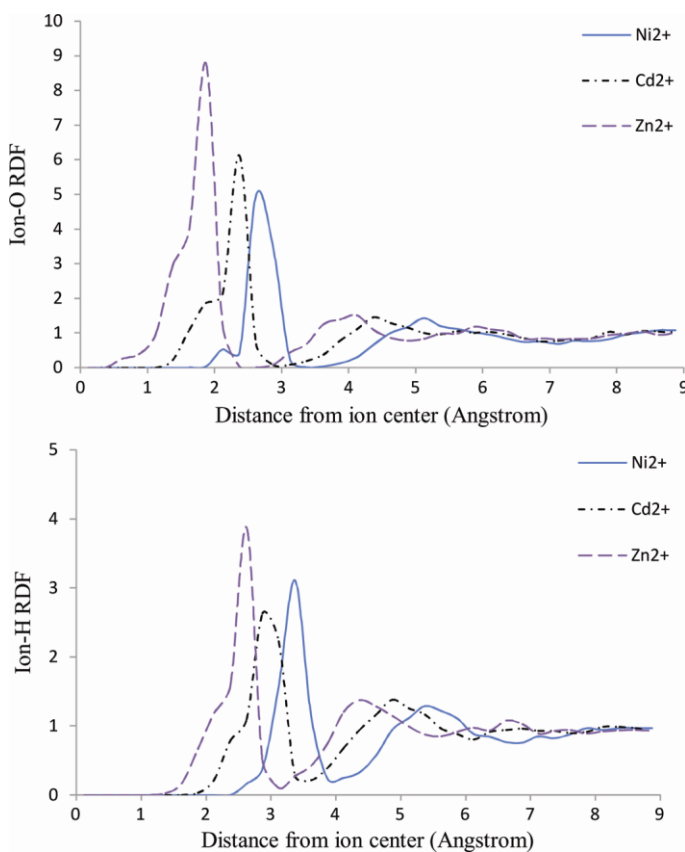 10
9
8
7
6
5
4
3
2
1
0
Ion-O RDF
Ni2+
Cd2+
Zn2+
0 1 2 3 4 5 6 7 8 9
Distance from ion center (Angstrom)
5
4
3
2
1
0
Ion-H RDF
Ni2+
Cd2+
Zn2+
0 1 2 3 4 5 6 7 8 9
Distance from ion center (Angstrom)